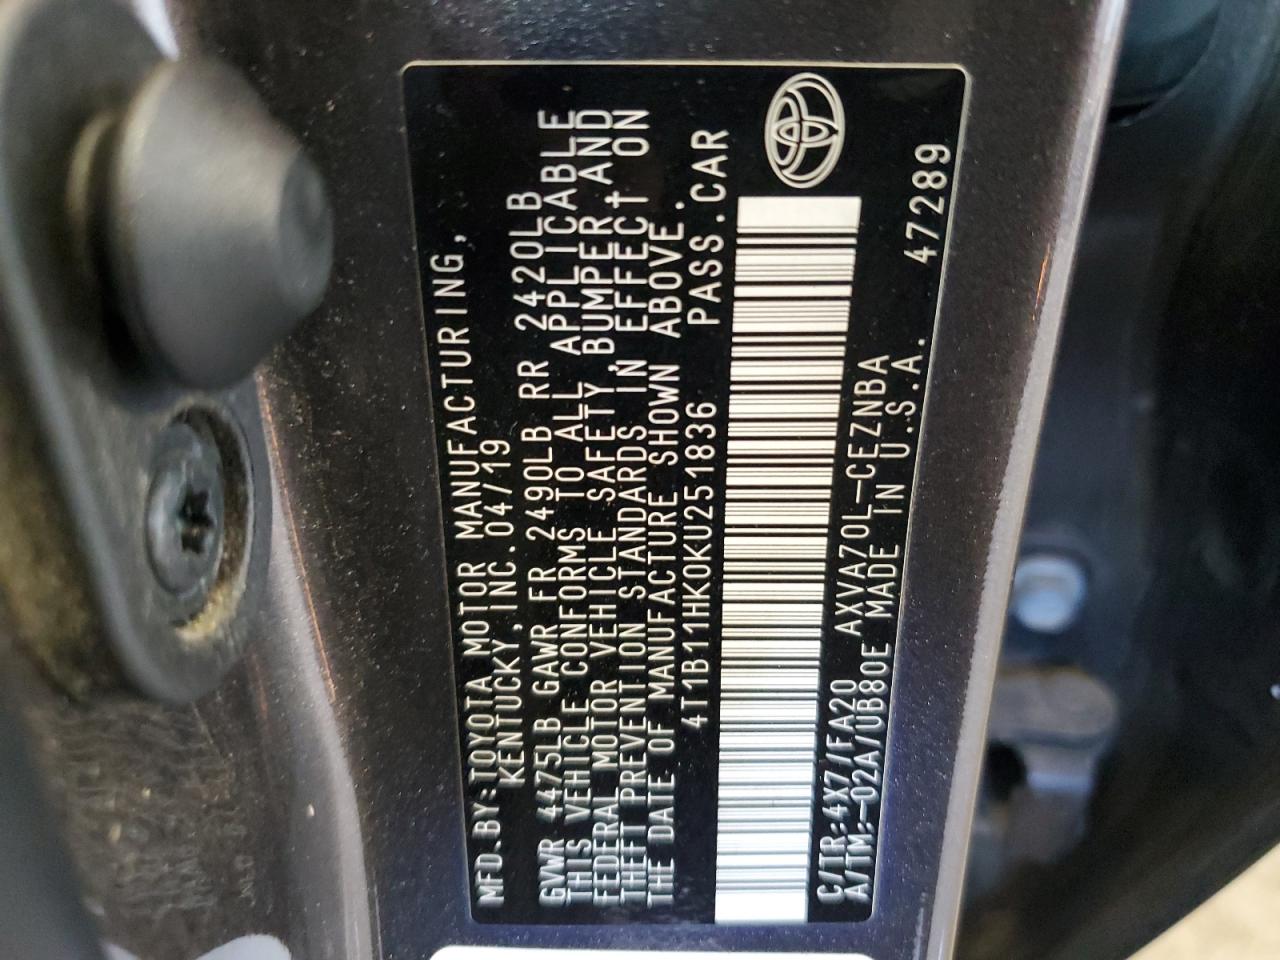 MFD.BY:TOYOTA MOTOR MANUFACTURING,
KENTUCKY, INC. 04/19
GVWR 4475LB GAWR FR 2490LB RR 2420LB
THIS VEHICLE CONFORMS TO ALL APPLICABLE
FEDERAL MOTOR VEHICLE SAFETY, BUMPER, AND
THEFT PREVENTION STANDARDS IN EFFECT ON
THE DATE OF MANUFACTURE SHOWN ABOVE.
4T1B11HK0KU251836 PASS.CAR
C/TR:4X7/EA20 AXVA70L-CEZNBA
A/TM:-02A/UB80E MADE IN U.S.A.
47289